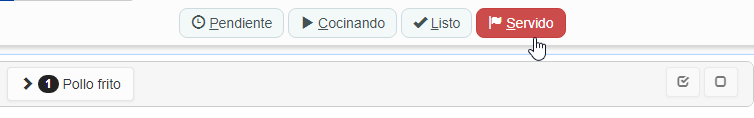 Pendiente Cocinando Listo Servido
1 Pollo frito